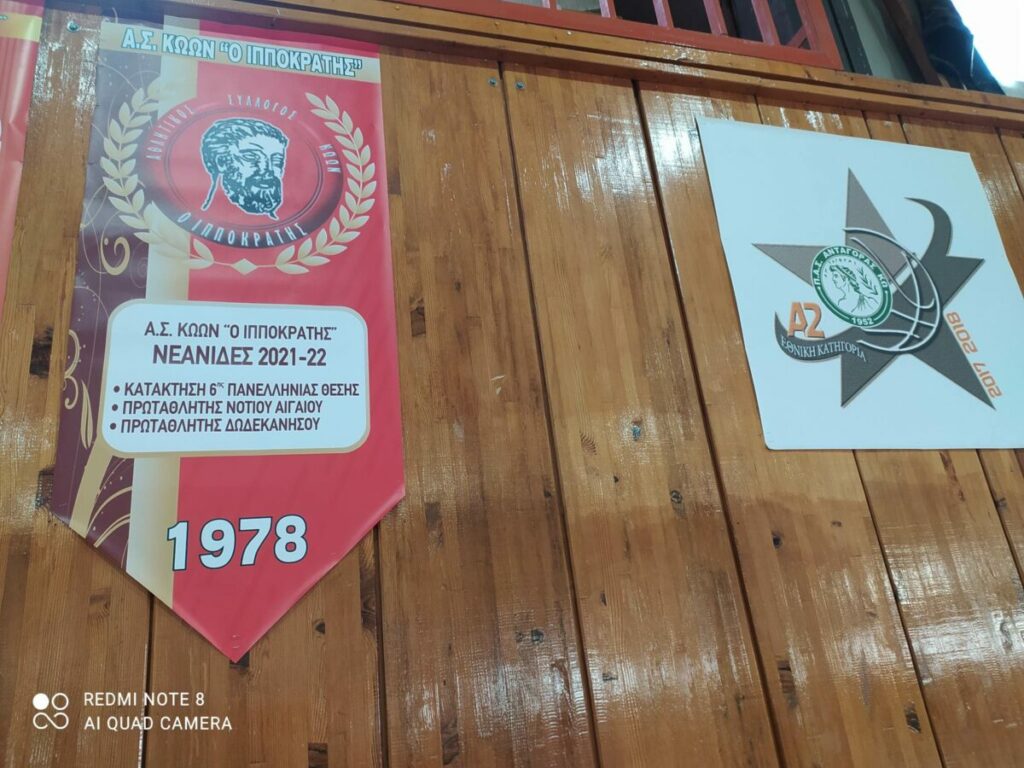 Α.Σ. ΚΩΩΝ "Ο ΙΠΠΟΚΡΑΤΗΣ"
ΑΘΛΗΤΙΚΟΣ ΣΥΛΛΟΓΟΣ ΚΩΩΝ
Ο ΙΠΠΟΚΡΑΤΗΣ
Α.Σ. ΚΩΩΝ "Ο ΙΠΠΟΚΡΑΤΗΣ"
ΝΕΑΝΙΔΕΣ 2021-22
• ΚΑΤΑΚΤΗΣΗ 6ης ΠΑΝΕΛΛΗΝΙΑΣ ΘΕΣΗΣ
• ΠΡΩΤΑΘΛΗΤΗΣ ΝΟΤΙΟΥ ΑΙΓΑΙΟΥ
• ΠΡΩΤΑΘΛΗΤΗΣ ΔΩΔΕΚΑΝΗΣΟΥ
1978
Π.Α.Σ. ΑΝΤΑΓΟΡΑΣ ΚΩ
1952
Α2
ΕΘΝΙΚΗ ΚΑΤΗΓΟΡΙΑ
2017 2018
REDMI NOTE 8
AI QUAD CAMERA